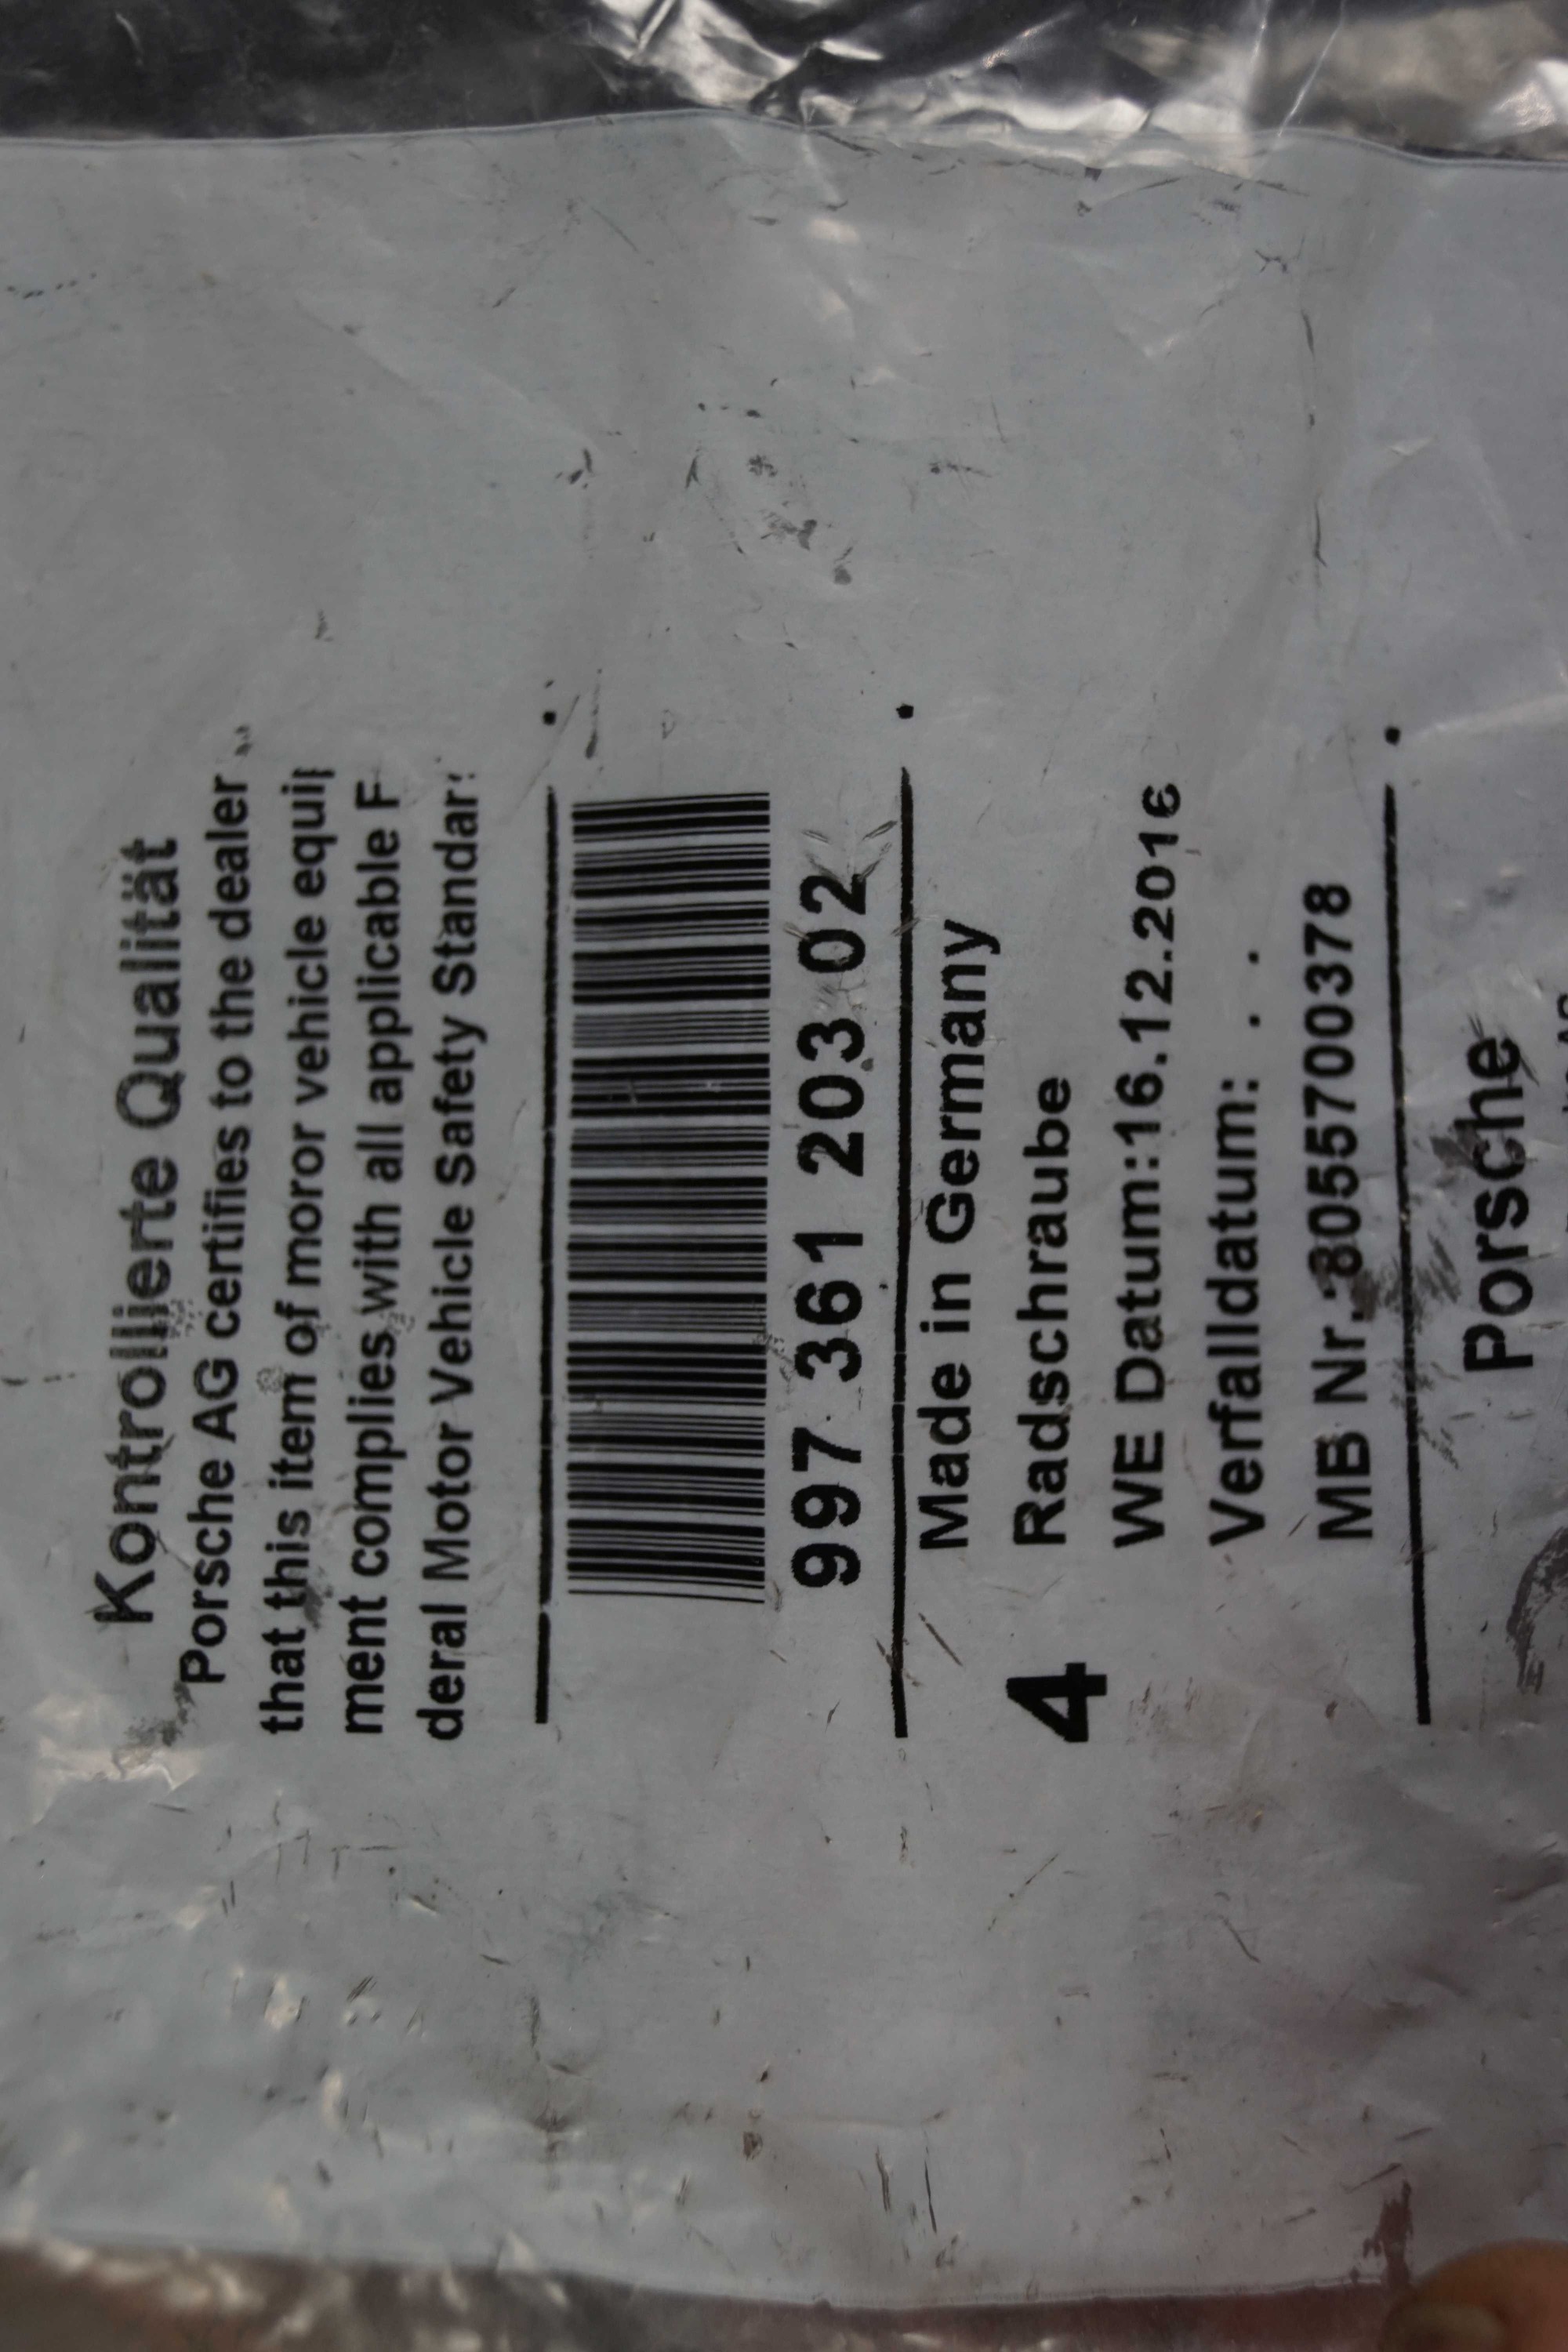 Kontrollierte Qualität
Porsche AG certifies to the dealer
that this item of moror vehicle equip
ment complies with all applicable F
deral Motor Vehicle Safety Standar
997 361 203 02
Made in Germany
4 Radschraube
WE Datum:16.12.2016
Verfalldatum: . .
MB Nr.:8055700378
Porsche